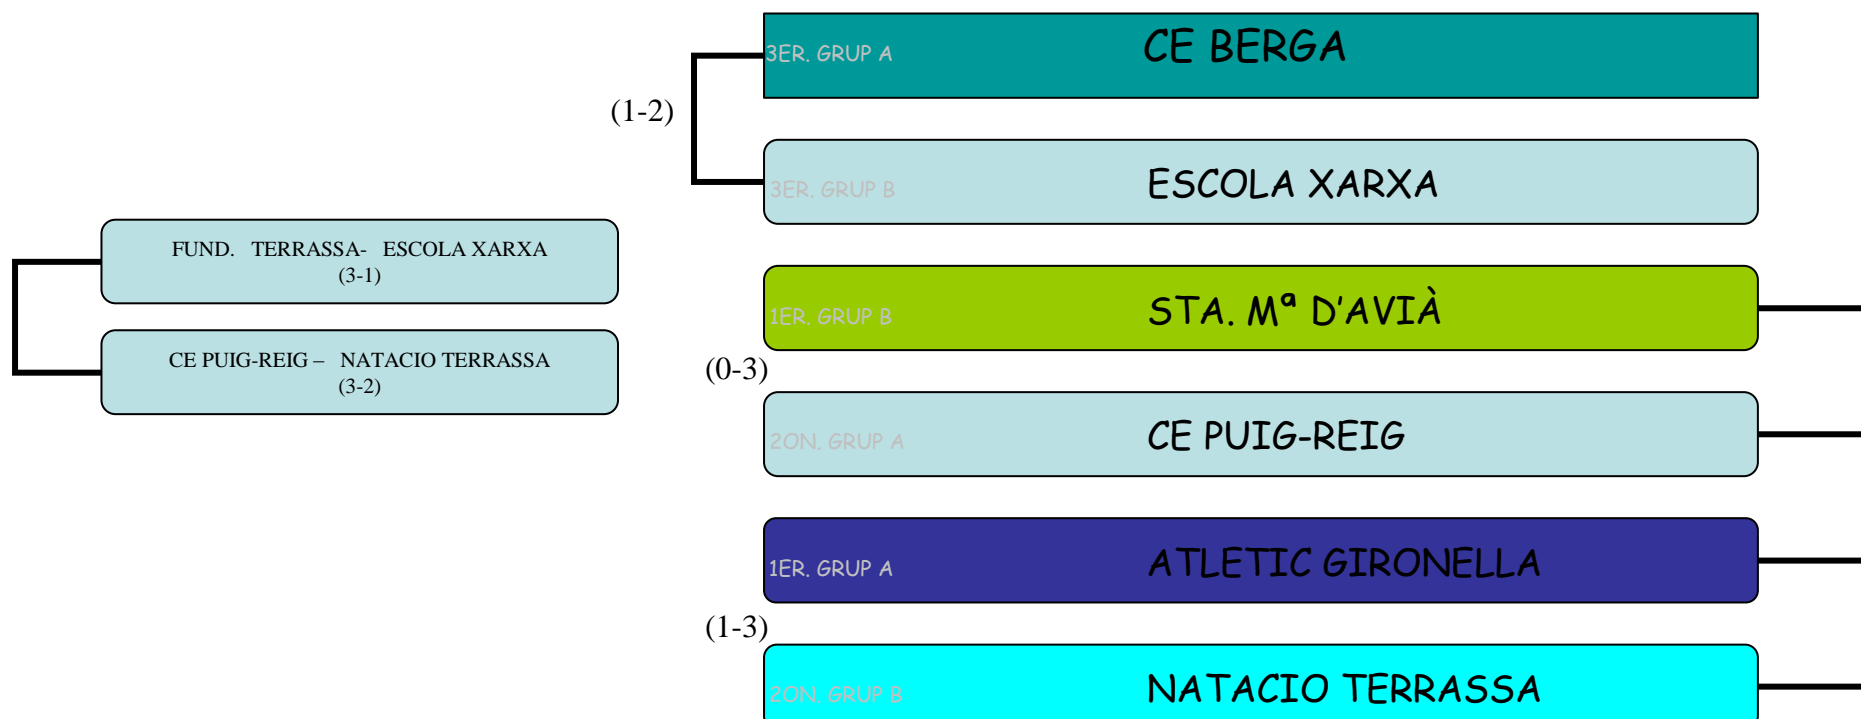 3ER. GRUP A CE BERGA
(1-2)
3ER. GRUP B ESCOLA XARXA
FUND. TERRASSA- ESCOLA XARXA
(3-1)
CE PUIG-REIG – NATACIO TERRASSA
(3-2)
1ER. GRUP B STA. Mª D'AVIÀ
(0-3)
2ON. GRUP A CE PUIG-REIG
1ER. GRUP A ATLETIC GIRONELLA
(1-3)
2ON. GRUP B NATACIO TERRASSA